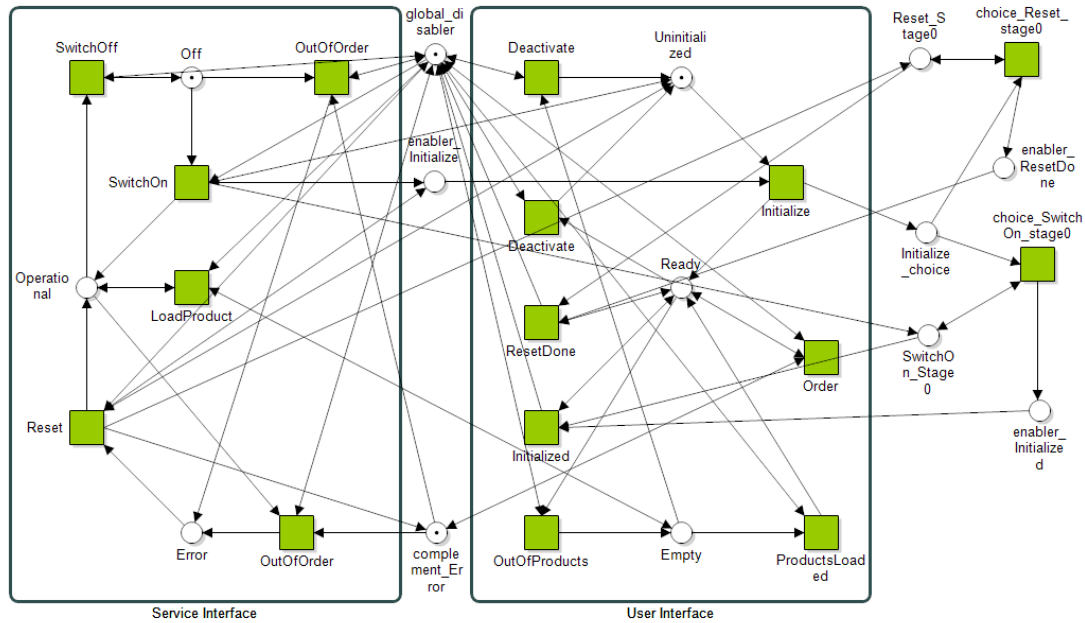 global_di
sabler
SwitchOff
Off
OutOfOrder
Deactivate
Uninitiali
zed
Reset_S
tage0
choice_Reset_
stage0
enabler_
Initialize
enabler_
ResetDo
ne
SwitchOn
Initialize
Deactivate
Initialize
_choice
choice_Switch
On_stage0
Operatio
nal
Ready
LoadProduct
ResetDone
SwitchO
n_Stage
0
Order
Reset
Initialized
enabler_
Initialize
d
Error
OutOfOrder
comple
ment_Er
ror
OutOfProducts
Empty
ProductsLoad
ed
Service Interface
User Interface